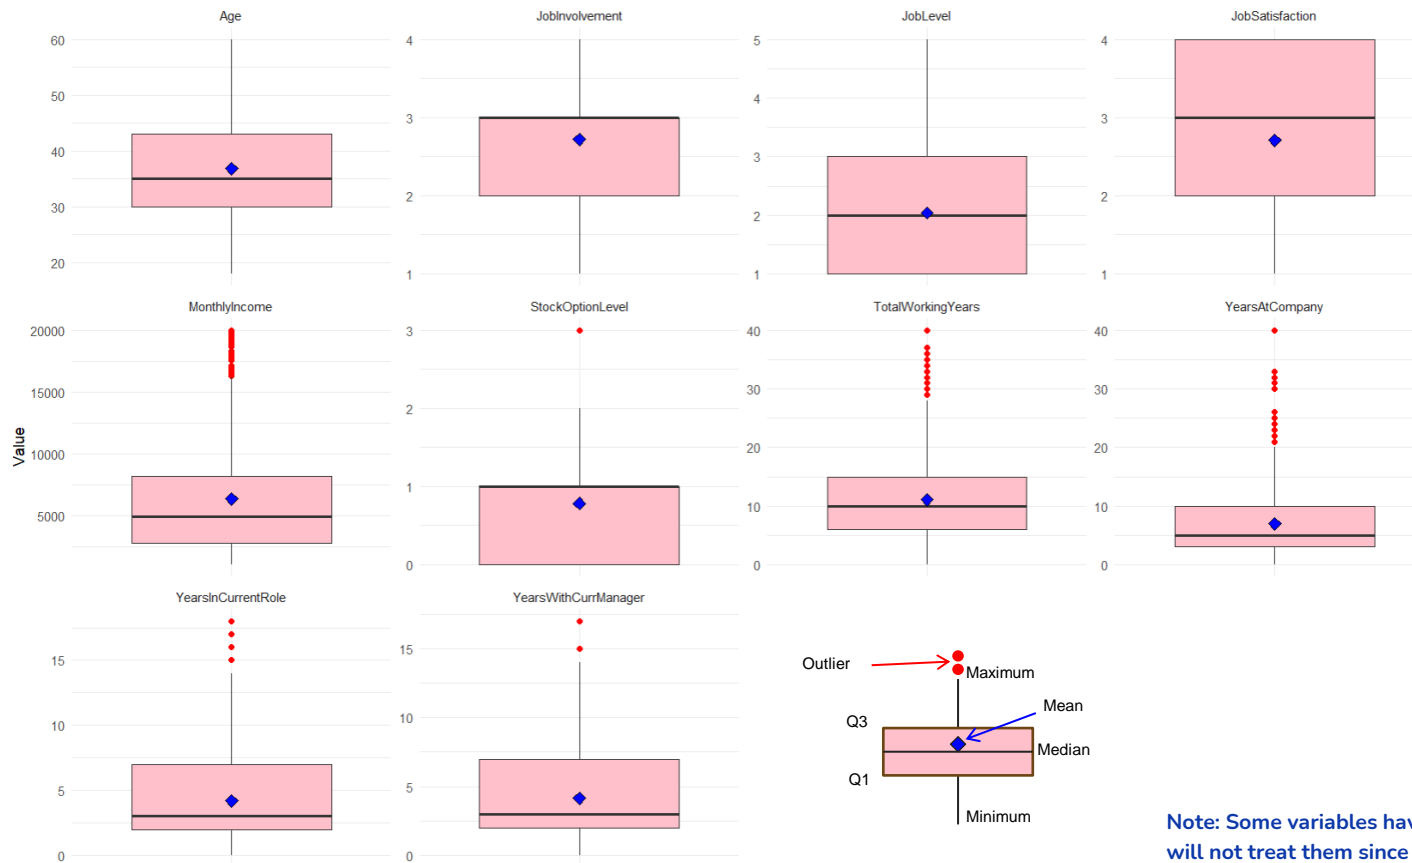 Age
JobInvolvement
JobLevel
JobSatisfaction
60
50
40
30
20
4
3
2
1
5
4
3
2
1
4
3
2
1
Value
MonthlyIncome
StockOptionLevel
TotalWorkingYears
YearsAtCompany
20000
15000
10000
5000
3
2
1
0
40
30
20
10
0
40
30
20
10
0
YearsInCurrentRole
YearsWithCurrManager
15
10
5
0
15
10
5
0
Outlier
Maximum
Mean
Q3
Median
Q1
Minimum
Note: Some variables hav
will not treat them since